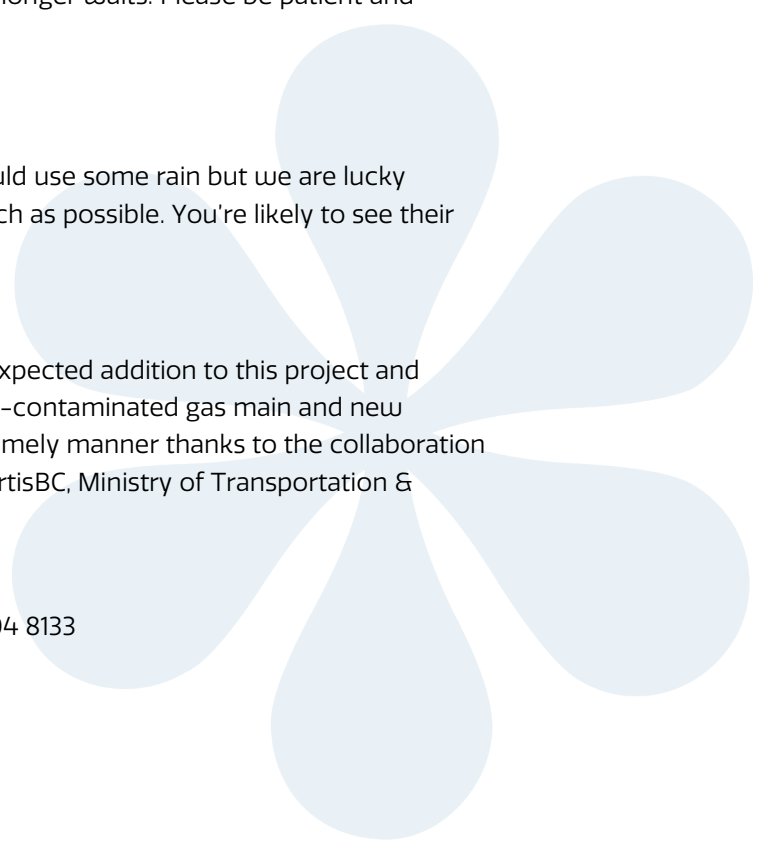 longer waits. Please be patient and
uld use some rain but we are lucky
ch as possible. You're likely to see their
xpected addition to this project and
-contaminated gas main and new
mely manner thanks to the collaboration
rtisBC, Ministry of Transportation &
04 8133